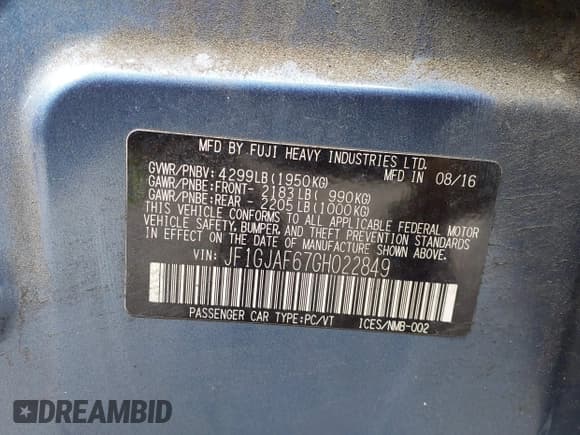 MFD BY FUJI HEAVY INDUSTRIES LTD.
GVWR/PNBV: 4299LB(1950KG) MFD IN 08/16
GAWR/PNBE:FRONT- 2183LB( 990KG)
GAWR/PNBE:REAR - 2205LB(1000KG)
THIS VEHICLE CONFORMS TO ALL APPLICABLE FEDERAL MOTOR
VEHICLE SAFETY, BUMPER, AND THEFT PREVENTION STANDARDS
IN EFFECT ON THE DATE OF MANUFACTURE SHOWN ABOVE.
VIN: JF1GJAF67GH022849
PASSENGER CAR TYPE:PC/VT ICES/NMB-002
DREAMBID